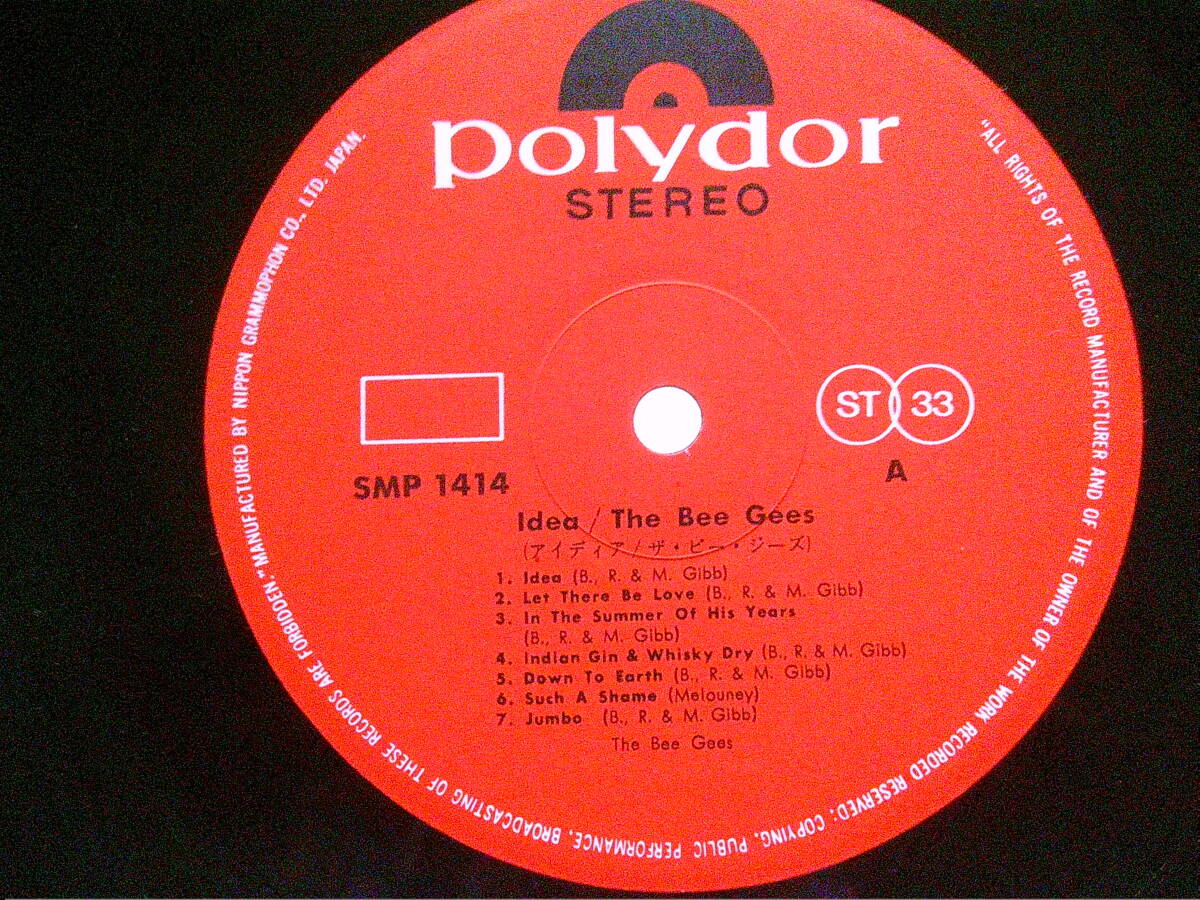 polydor
STEREO
ST 33
SMP 1414
A
Idea / The Bee Gees
(アイディア/ザ・ビー・ジーズ)
1. Idea (B., R. & M. Gibb)
2. Let There Be Love (B., R. & M. Gibb)
3. In The Summer Of His Years
(B., R. & M. Gibb)
4. Indian Gin & Whisky Dry (B., R. & M. Gibb)
5. Down To Earth (B., R. & M. Gibb)
6. Such A Shame (Melouney)
7. Jumbo (B., R. & M. Gibb)
The Bee Gees
"ALL RIGHTS OF THE RECORD MANUFACTURER AND OF THE OWNER OF THE WORK RECORDED RESERVED; COPYING, PUBLIC PERFORMANCE, BROADCASTING OF THESE RECORDS ARE FORBIDDEN." MANUFACTURED BY NIPPON GRAMMOPHON CO., LTD. JAPAN.